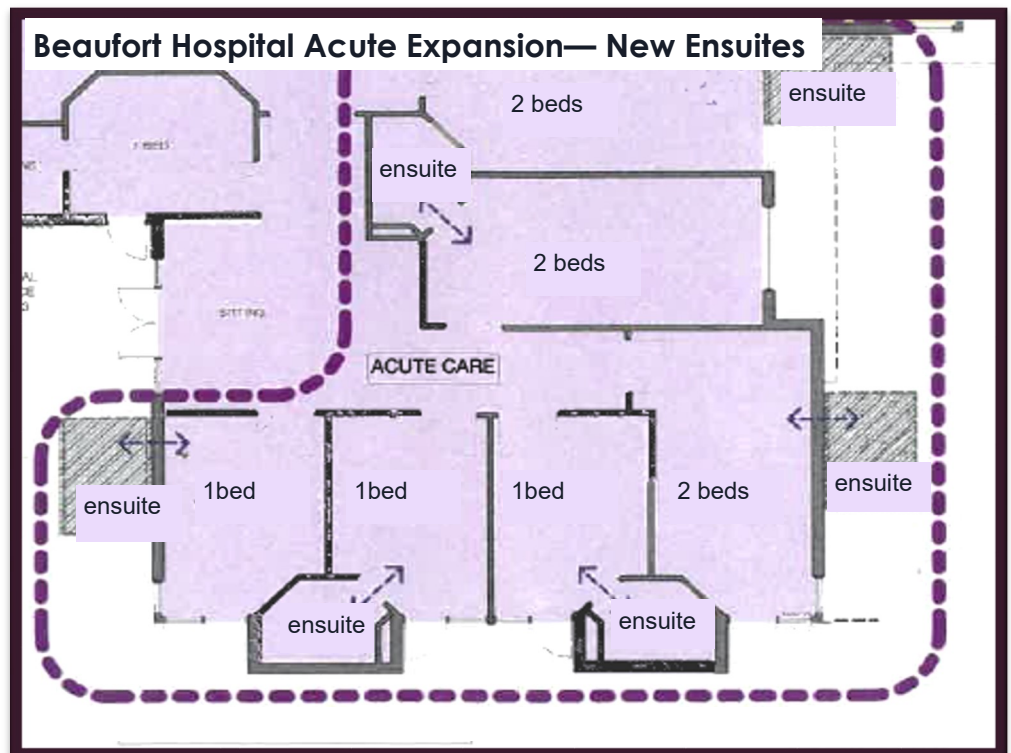 Beaufort Hospital Acute Expansion— New Ensuites
2 beds
ensuite
ensuite
2 beds
SITTING
ACUTE CARE
1bed
1bed
1bed
2 beds
ensuite
ensuite
ensuite
ensuite